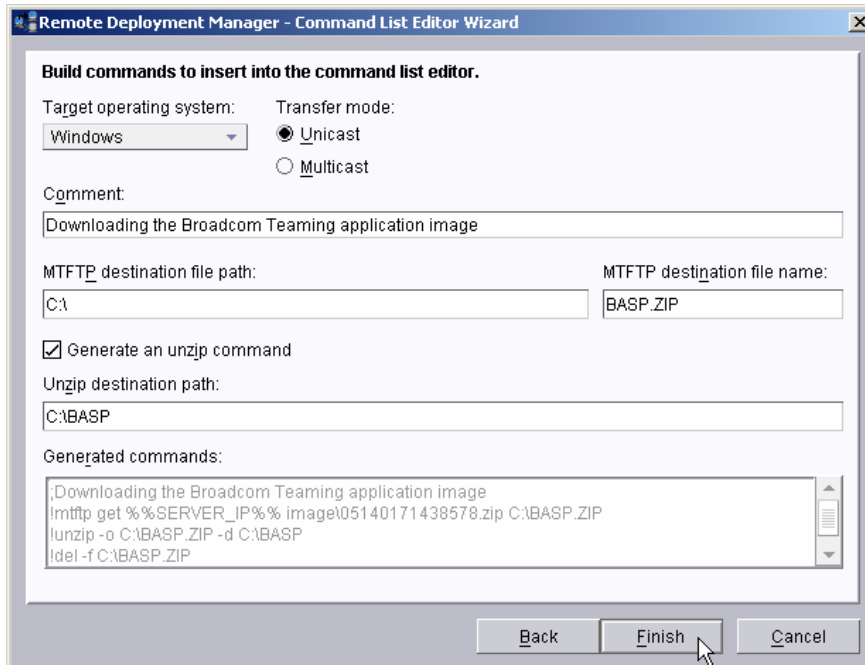 Remote Deployment Manager - Command List Editor Wizard
Build commands to insert into the command list editor.
Target operating system:
Transfer mode:
Windows
Unicast
Multicast
Comment:
Downloading the Broadcom Teaming application image
MTFTP destination file path:
MTFTP destination file name:
C:\
BASP.ZIP
Generate an unzip command
Unzip destination path:
C:\BASP
Generated commands:
;Downloading the Broadcom Teaming application image
!mtftp get %%SERVER_IP%% image\05140171438578.zip C:\BASP.ZIP
!unzip -o C:\BASP.ZIP -d C:\BASP
!del -f C:\BASP.ZIP
Back
Finish
Cancel